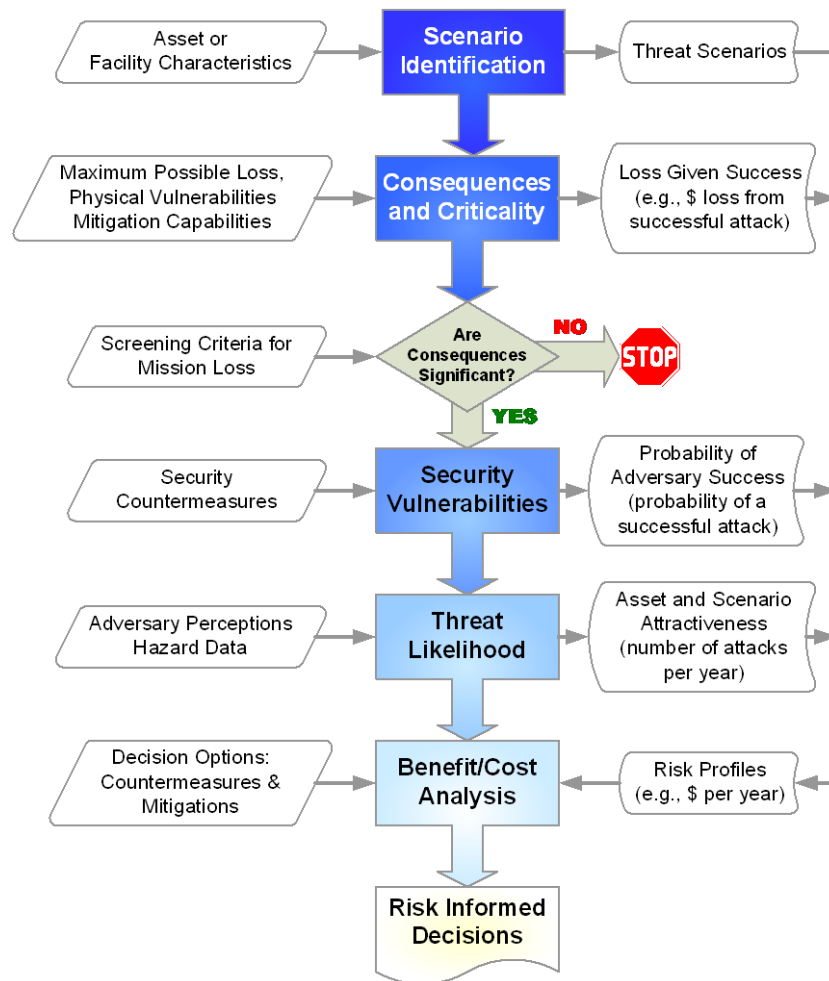 Asset or
Facility Characteristics
Scenario
Identification
Threat Scenarios
Maximum Possible Loss,
Physical Vulnerabilities
Mitigation Capabilities
Consequences
and Criticality
Loss Given Success
(e.g., $ loss from
successful attack)
Screening Criteria for
Mission Loss
Are
Consequences
Significant?
NO
STOP
YES
Security
Countermeasures
Security
Vulnerabilities
Probability of
Adversary Success
(probability of a
successful attack)
Adversary Perceptions
Hazard Data
Threat
Likelihood
Asset and Scenario
Attractiveness
(number of attacks
per year)
Decision Options:
Countermeasures &
Mitigations
Benefit/Cost
Analysis
Risk Profiles
(e.g., $ per year)
Risk Informed
Decisions